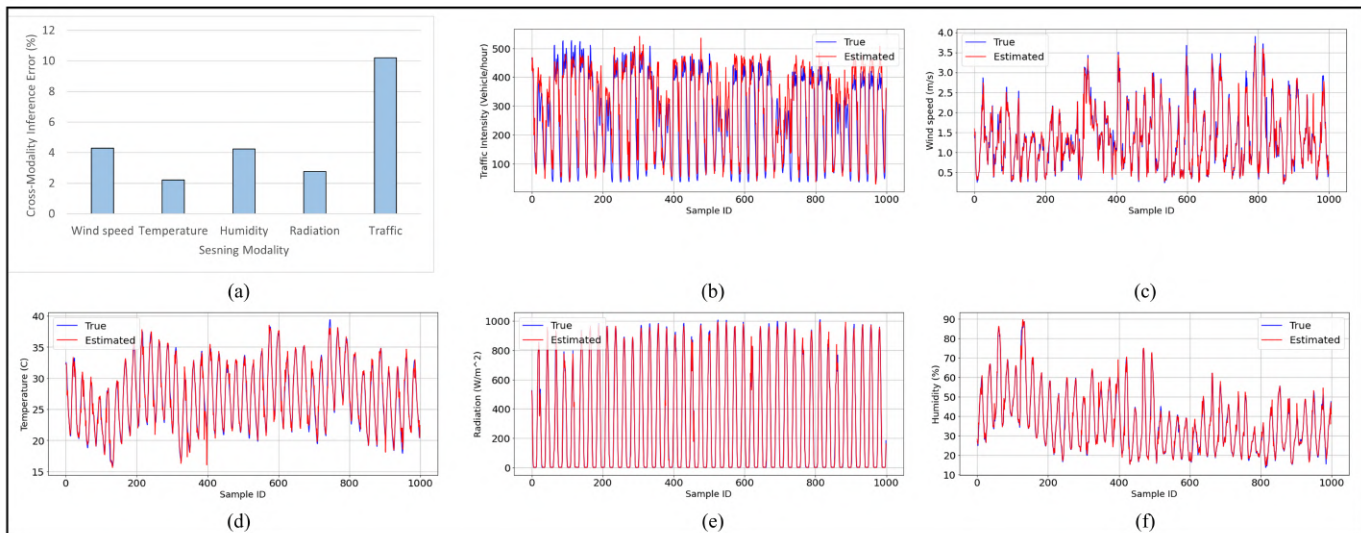 12
10
8
6
4
2
0
Cross-Modality Inference Error (%)
Wind speed Temperature Humidity Radiation Traffic
Sesning Modality
(a)
True
Estimated
500
400
300
200
100
Traffic Intensity (Vehicle/hour)
0 200 400 600 800 1000
Sample ID
(b)
True
Estimated
4.0
3.5
3.0
2.5
2.0
1.5
1.0
0.5
Wind speed (m/s)
0 200 400 600 800 1000
Sample ID
(c)
True
Estimated
40
35
30
25
20
15
Temperature (C)
0 200 400 600 800 1000
Sample ID
(d)
True
Estimated
1000
800
600
400
200
0
Radiation (W/m^2)
0 200 400 600 800 1000
Sample ID
(e)
True
Estimated
90
80
70
60
50
40
30
20
10
Humidity (%)
0 200 400 600 800 1000
Sample ID
(f)